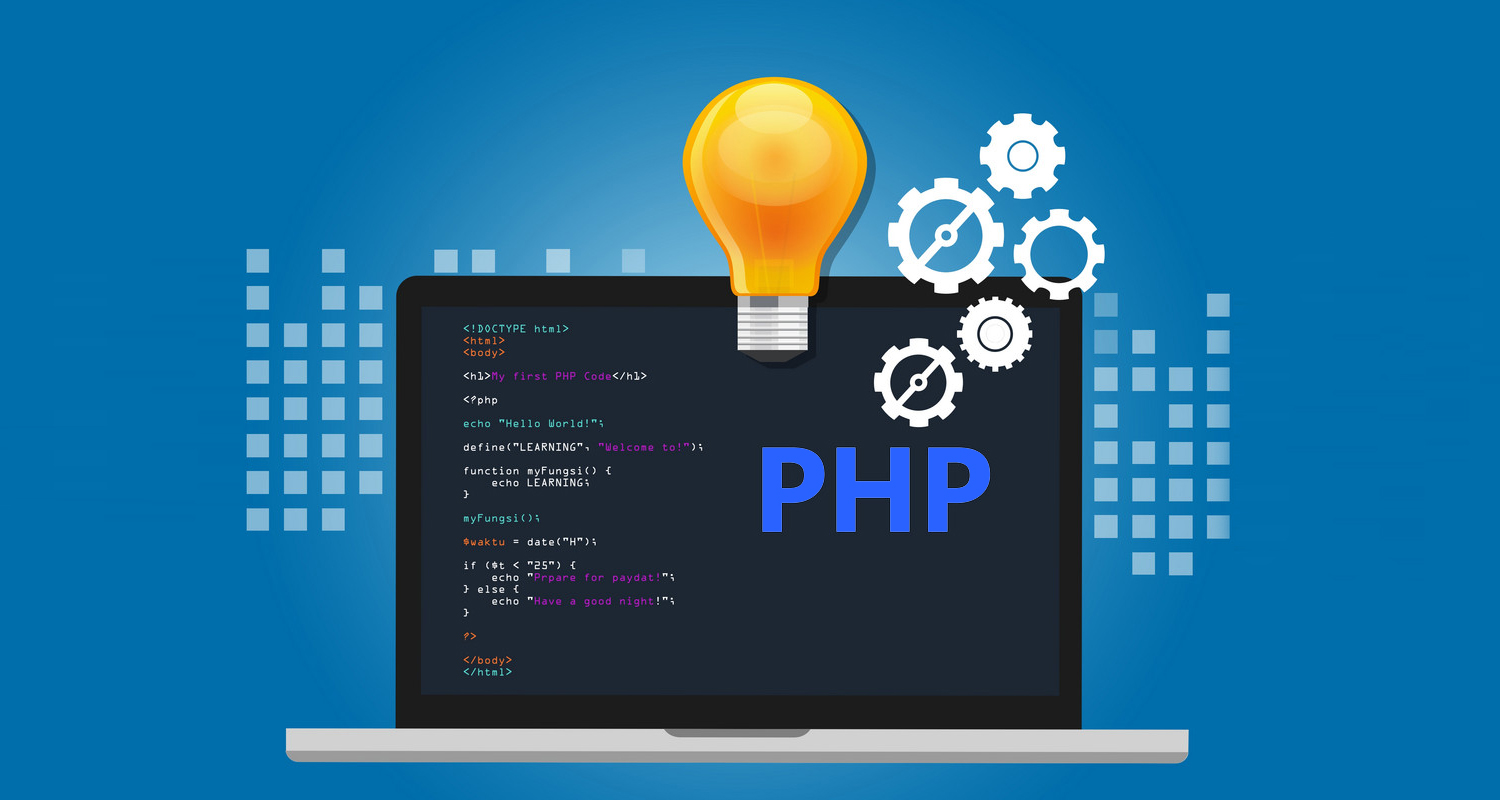 <!DOCTYPE html>
<html>
<body>
<h1>My first PHP Code</h1>
<?php
echo "Hello World!";
define("LEARNING", "Welcome to!");
function myFungsi() {
    echo LEARNING;
}
myFungsi();
$waktu = date("H");
if ($t < "25") {
    echo "Prpare for paydat!";
} else {
    echo "Have a good night!";
}
?>
</body>
</html>
PHP